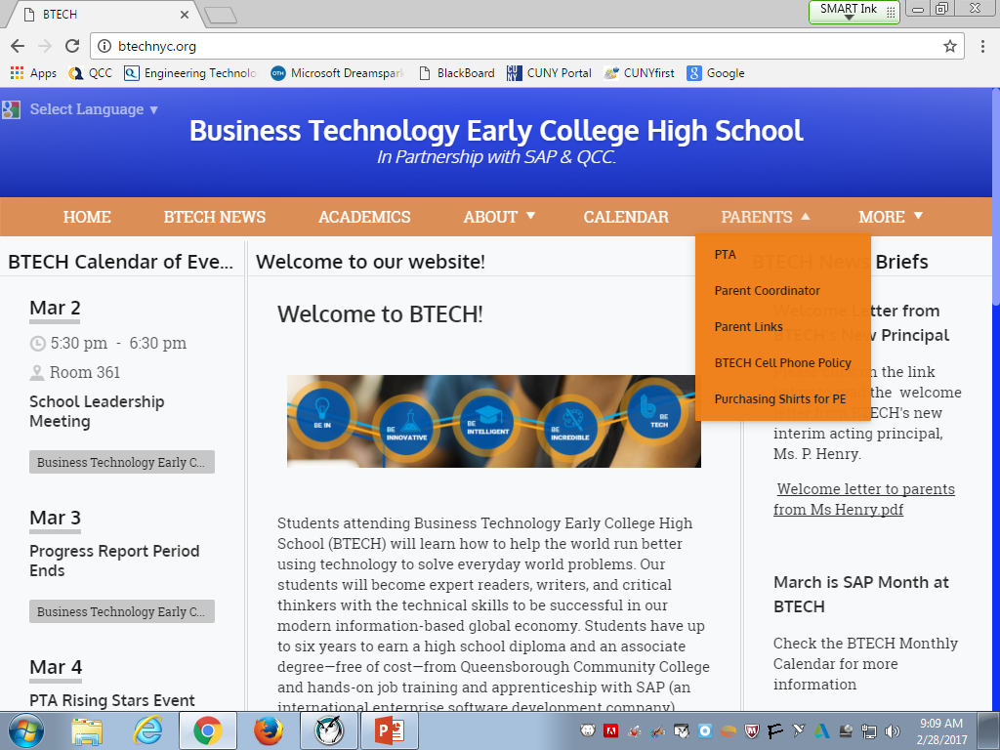 BTECH
SMART Ink
btechnyc.org
Apps QCC Engineering Technolo Microsoft Dreamspark BlackBoard CUNY Portal CUNYfirst Google
Select Language ▼
Business Technology Early College High School
In Partnership with SAP & QCC.
HOME BTECH NEWS ACADEMICS ABOUT ▼ CALENDAR PARENTS ▲ MORE ▼
PTA
Parent Coordinator
Parent Links
BTECH Cell Phone Policy
Purchasing Shirts for PE
BTECH Calendar of Eve...
Mar 2
5:30 pm - 6:30 pm
Room 361
School Leadership
Meeting
Business Technology Early C...
Mar 3
Progress Report Period
Ends
Business Technology Early C...
Mar 4
PTA Rising Stars Event
Welcome to our website!
Welcome to BTECH!
BE IN
BE
INNOVATIVE
BE
INTELLIGENT
BE
INCREDIBLE
BE
TECH
Students attending Business Technology Early College High
School (BTECH) will learn how to help the world run better
using technology to solve everyday world problems. Our
students will become expert readers, writers, and critical
thinkers with the technical skills to be successful in our
modern information-based global economy. Students have up
to six years to earn a high school diploma and an associate
degree—free of cost—from Queensborough Community College
and hands-on job training and apprenticeship with SAP (an
international enterprise software development company)
BTECH News Briefs
Welcome Letter from
BTECH's New Principal
on the link
the welcome
BTECH's new
interim acting principal,
Ms. P. Henry.
Welcome letter to parents
from Ms Henry.pdf
March is SAP Month at
BTECH
Check the BTECH Monthly
Calendar for more
information
9:09 AM
2/28/2017